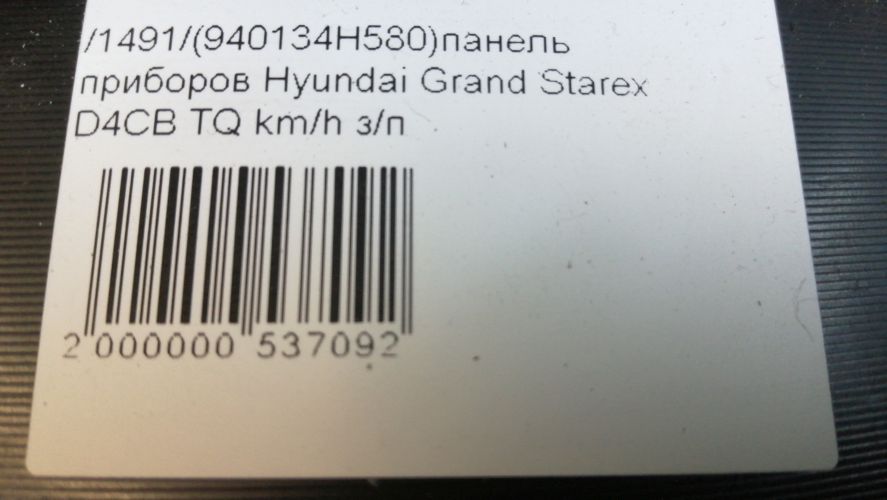 /1491/(940134H580)панель
приборов Hyundai Grand Starex
D4CB TQ km/h з/п
2 000000 537092